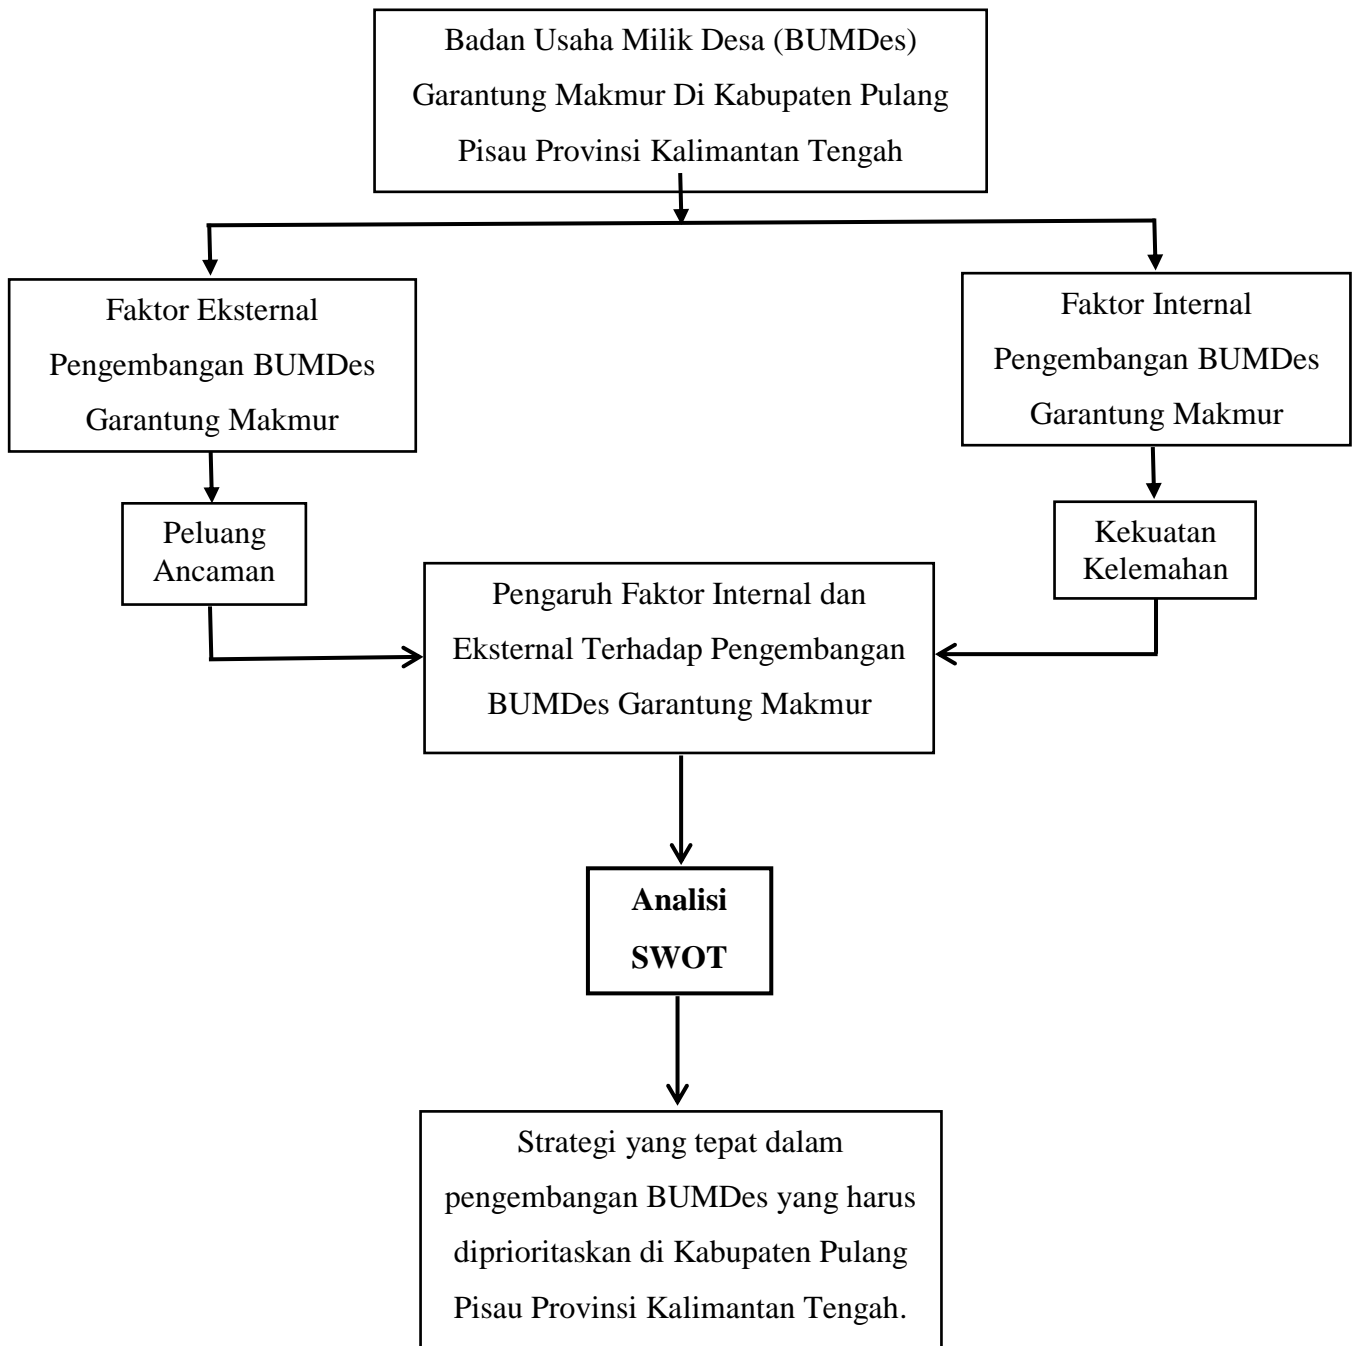 Badan Usaha Milik Desa (BUMDes)
Garantung Makmur Di Kabupaten Pulang
Pisau Provinsi Kalimantan Tengah
Faktor Eksternal
Pengembangan BUMDes
Garantung Makmur
Faktor Internal
Pengembangan BUMDes
Garantung Makmur
Peluang
Ancaman
Kekuatan
Kelemahan
Pengaruh Faktor Internal dan
Eksternal Terhadap Pengembangan
BUMDes Garantung Makmur
Analisi
SWOT
Strategi yang tepat dalam
pengembangan BUMDes yang harus
diprioritaskan di Kabupaten Pulang
Pisau Provinsi Kalimantan Tengah.